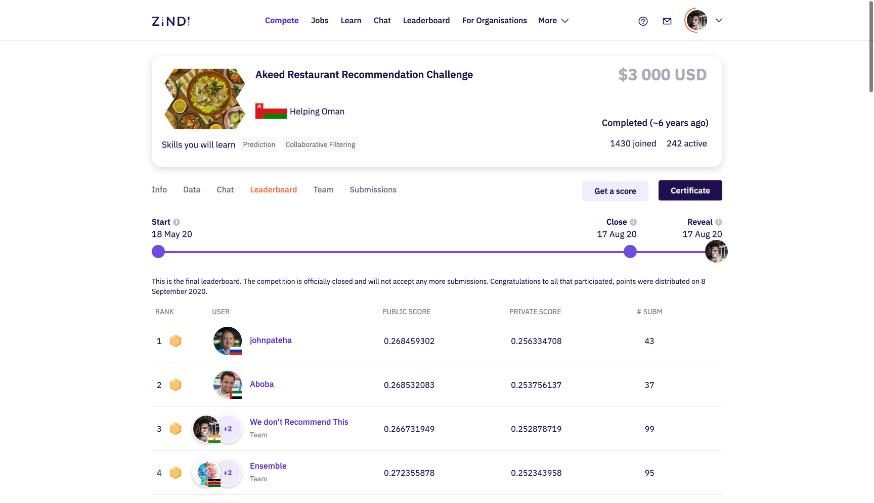 ZINDI
Compete Jobs Learn Chat Leaderboard For Organisations More
Akeed Restaurant Recommendation Challenge
$3 000 USD
Helping Oman
Completed (~6 years ago)
Skills you will learn Prediction Collaborative Filtering
1430 joined 242 active
Info Data Chat Leaderboard Team Submissions
Get a score Certificate
Start Close Reveal
18 May 20 17 Aug 20 17 Aug 20
This is the final leaderboard. The competition is officially closed and will not accept any more submissions. Congratulations to all that participated, points were distributed on 8
September 2020.
RANK USER PUBLIC SCORE PRIVATE SCORE # SUBM
1 johnpateha 0.268459302 0.256334708 43
2 Aboba 0.268532083 0.253756137 37
3 +2 We don't Recommend This 0.266731949 0.252878719 99
Team
4 +2 Ensemble 0.272355878 0.252343958 95
Team